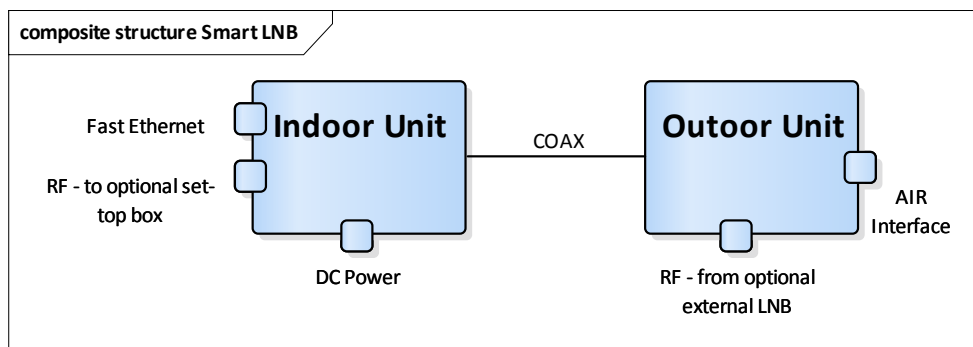 composite structure Smart LNB
Fast Ethernet
Indoor Unit
COAX
Outoor Unit
RF - to optional set-
top box
AIR
Interface
DC Power
RF - from optional
external LNB